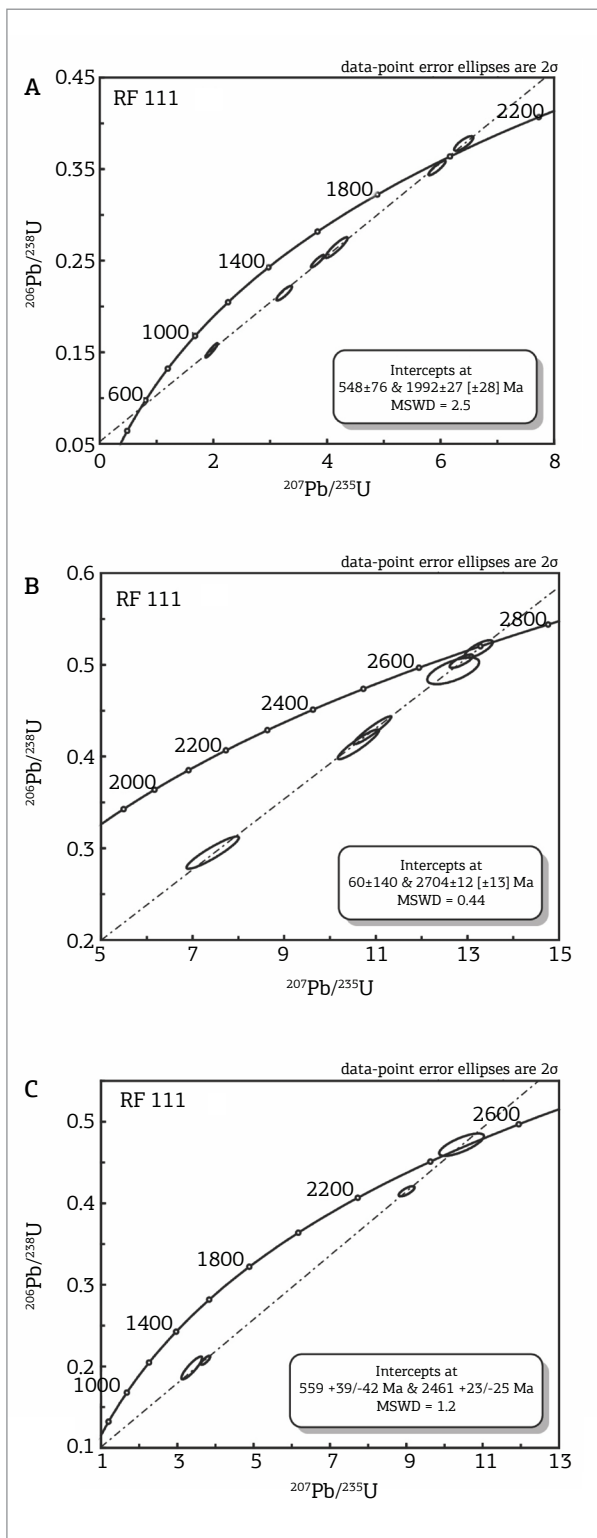 data-point error ellipses are 2σ
A
RF 111
0.45
0.35
0.25
0.15
0.05
²⁰⁶Pb/²³⁸U
2200
1800
1400
1000
600
Intercepts at
548±76 & 1992±27 [±28] Ma
MSWD = 2.5
0 2 4 6 8
²⁰⁷Pb/²³⁵U
data-point error ellipses are 2σ
B
RF 111
0.6
0.5
0.4
0.3
0.2
²⁰⁶Pb/²³⁸U
2800
2600
2400
2200
2000
Intercepts at
60±140 & 2704±12 [±13] Ma
MSWD = 0.44
5 7 9 11 13 15
²⁰⁷Pb/²³⁵U
data-point error ellipses are 2σ
C
RF 111
0.5
0.4
0.3
0.2
0.1
²⁰⁶Pb/²³⁸U
2600
2200
1800
1400
1000
Intercepts at
559 +39/-42 Ma & 2461 +23/-25 Ma
MSWD = 1.2
1 3 5 7 9 11 13
²⁰⁷Pb/²³⁵U